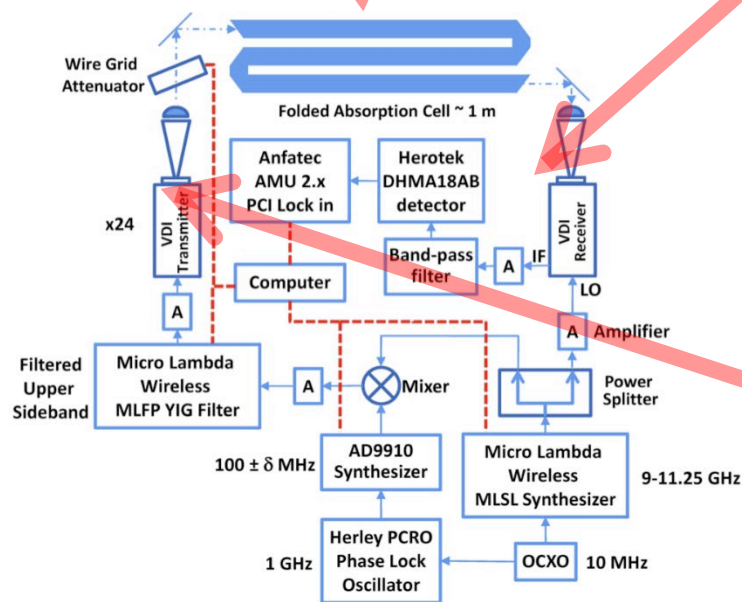 Wire Grid
Attenuator
Folded Absorption Cell ~ 1 m
Anfatec
AMU 2.x
PCI Lock in
Herotek
DHMA18AB
detector
x24
VDI
Transmitter
VDI
Receiver
Band-pass
filter
A
IF
LO
Computer
A
A
Amplifier
Filtered
Upper
Sideband
Micro Lambda
Wireless
MLFP YIG Filter
A
Mixer
Power
Splitter
100 ± δ MHz
AD9910
Synthesizer
Micro Lambda
Wireless
MLSL Synthesizer
9-11.25 GHz
1 GHz
Herley PCRO
Phase Lock
Oscillator
OCXO
10 MHz